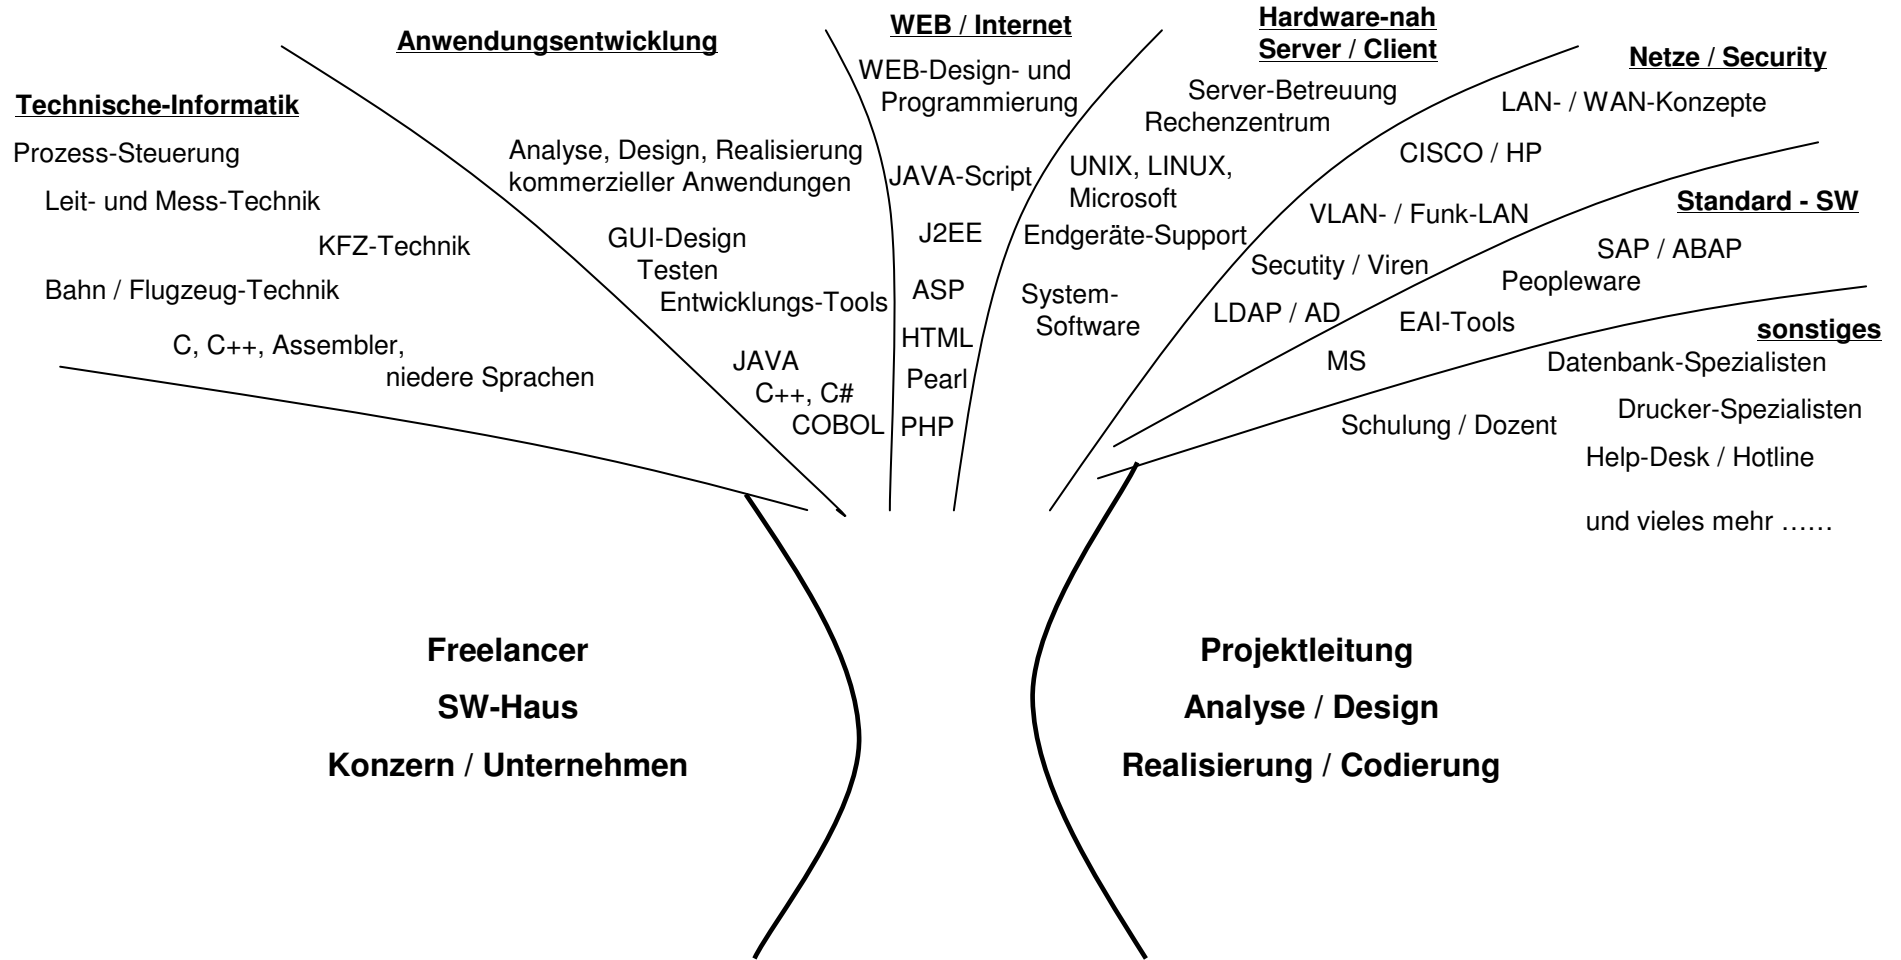 Technische-Informatik
Prozess-Steuerung
Leit- und Mess-Technik
KFZ-Technik
Bahn / Flugzeug-Technik
C, C++, Assembler,
niedere Sprachen
Anwendungsentwicklung
Analyse, Design, Realisierung
kommerzieller Anwendungen
GUI-Design
Testen
Entwicklungs-Tools
JAVA
C++, C#
COBOL
WEB / Internet
WEB-Design- und
Programmierung
JAVA-Script
J2EE
ASP
HTML
Pearl
PHP
Hardware-nah
Server / Client
Server-Betreuung
Rechenzentrum
UNIX, LINUX,
Microsoft
Endgeräte-Support
System-
Software
Netze / Security
LAN- / WAN-Konzepte
CISCO / HP
VLAN- / Funk-LAN
Secutity / Viren
LDAP / AD
Standard - SW
SAP / ABAP
Peopleware
EAI-Tools
MS
sonstiges
Datenbank-Spezialisten
Drucker-Spezialisten
Schulung / Dozent
Help-Desk / Hotline
und vieles mehr ……
Freelancer
SW-Haus
Konzern / Unternehmen
Projektleitung
Analyse / Design
Realisierung / Codierung